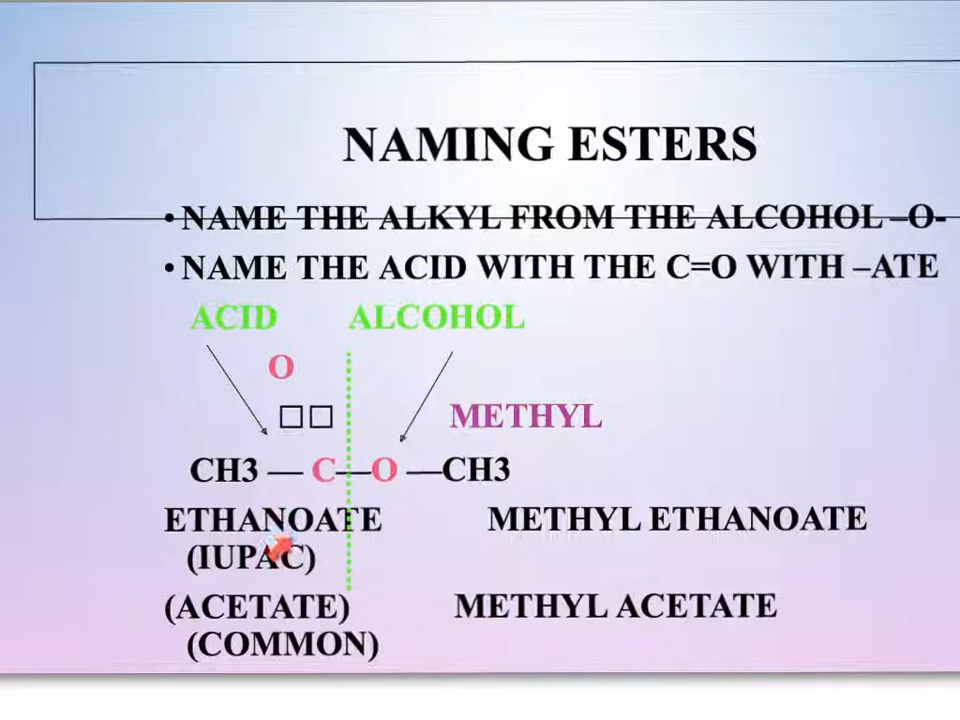 NAMING ESTERS
• NAME THE ALKYL FROM THE ALCOHOL –O-
• NAME THE ACID WITH THE C=O WITH –ATE
ACID ALCOHOL
O
□□ METHYL
CH3 — C—O —CH3
ETHANOATE METHYL ETHANOATE
(IUPAC)
(ACETATE) METHYL ACETATE
(COMMON)